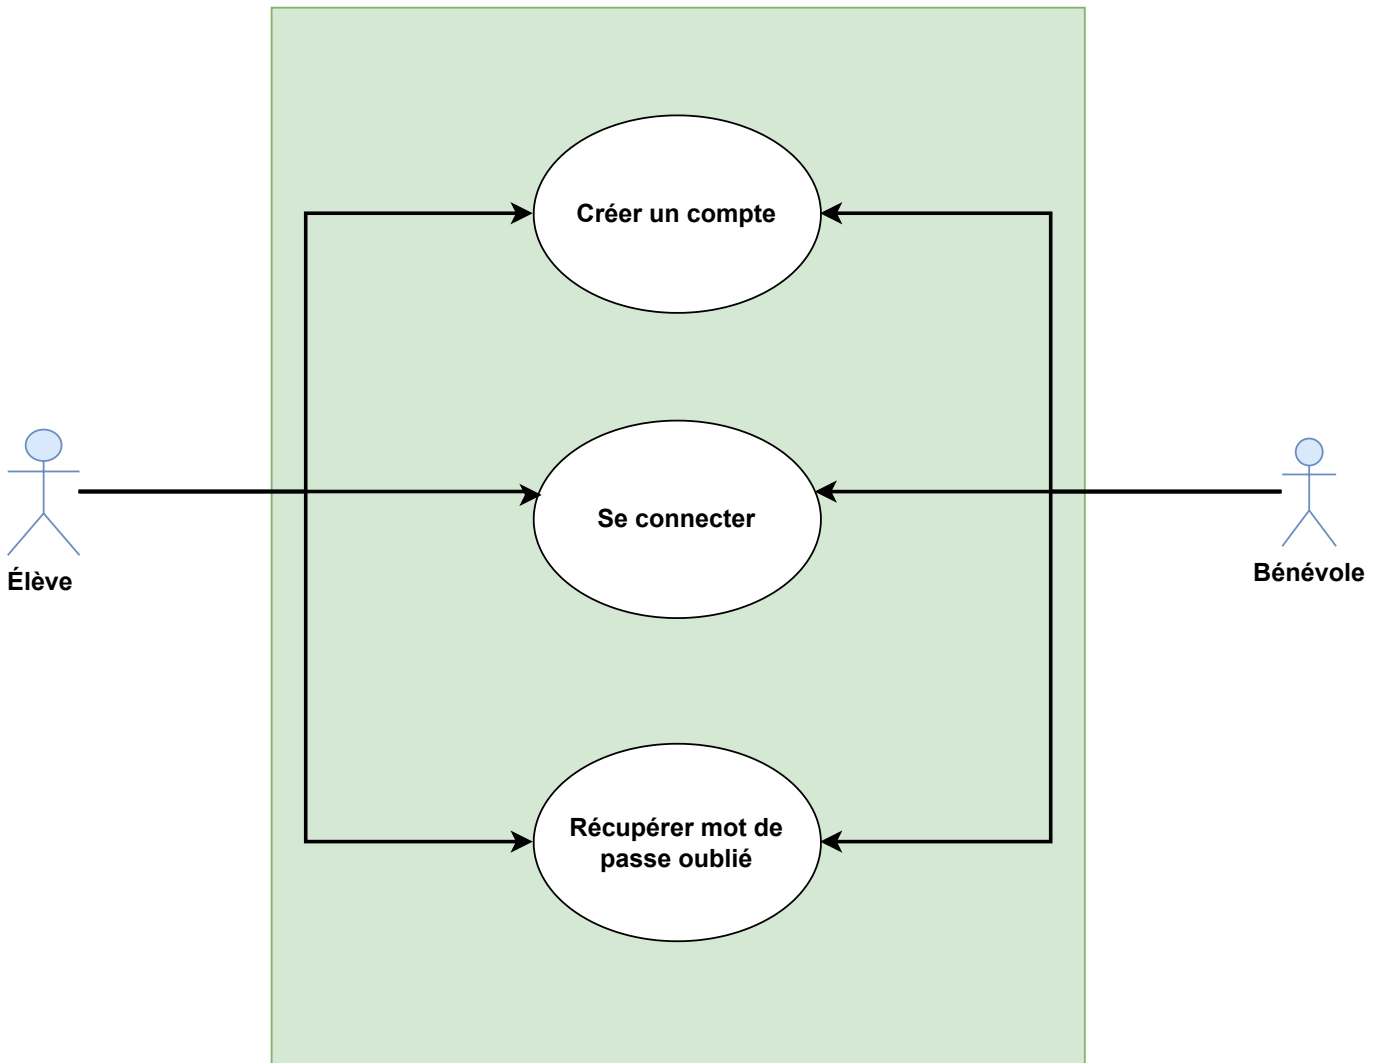 Créer un compte
Se connecter
Élève
Bénévole
Récupérer mot de
passe oublié